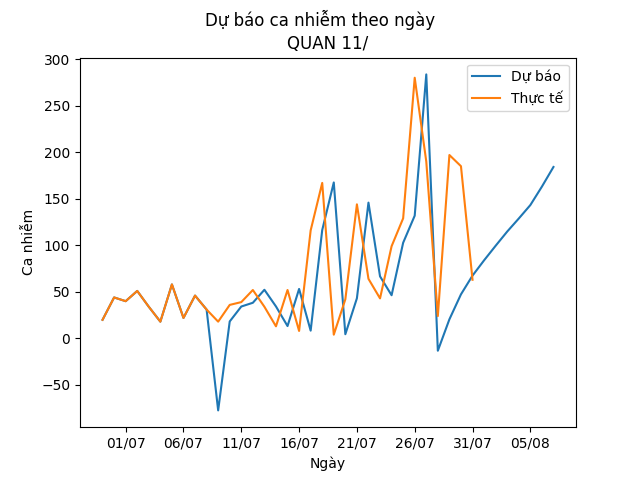 Dự báo ca nhiễm theo ngày
QUAN 11/
Dự báo
Thực tế
Ca nhiễm
300
250
200
150
100
50
0
−50
01/07 06/07 11/07 16/07 21/07 26/07 31/07 05/08
Ngày